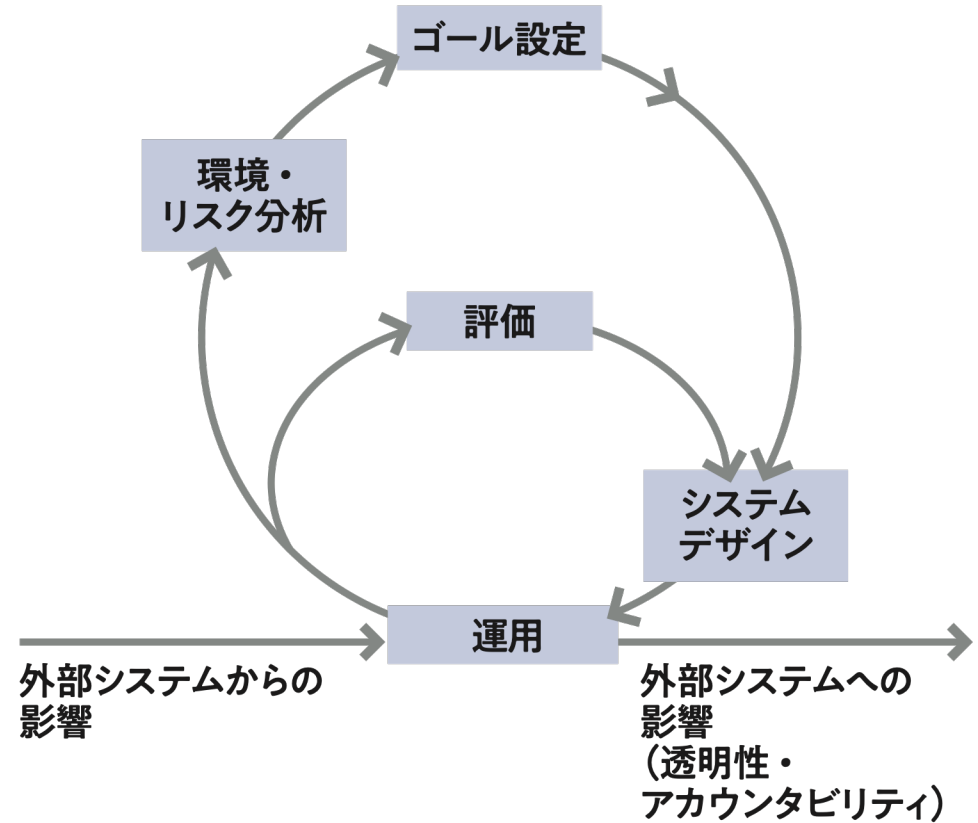 ゴール設定
環境・
リスク分析
評価
システム
デザイン
運用
外部システムからの
影響
外部システムへの
影響
（透明性・
アカウンタビリティ）